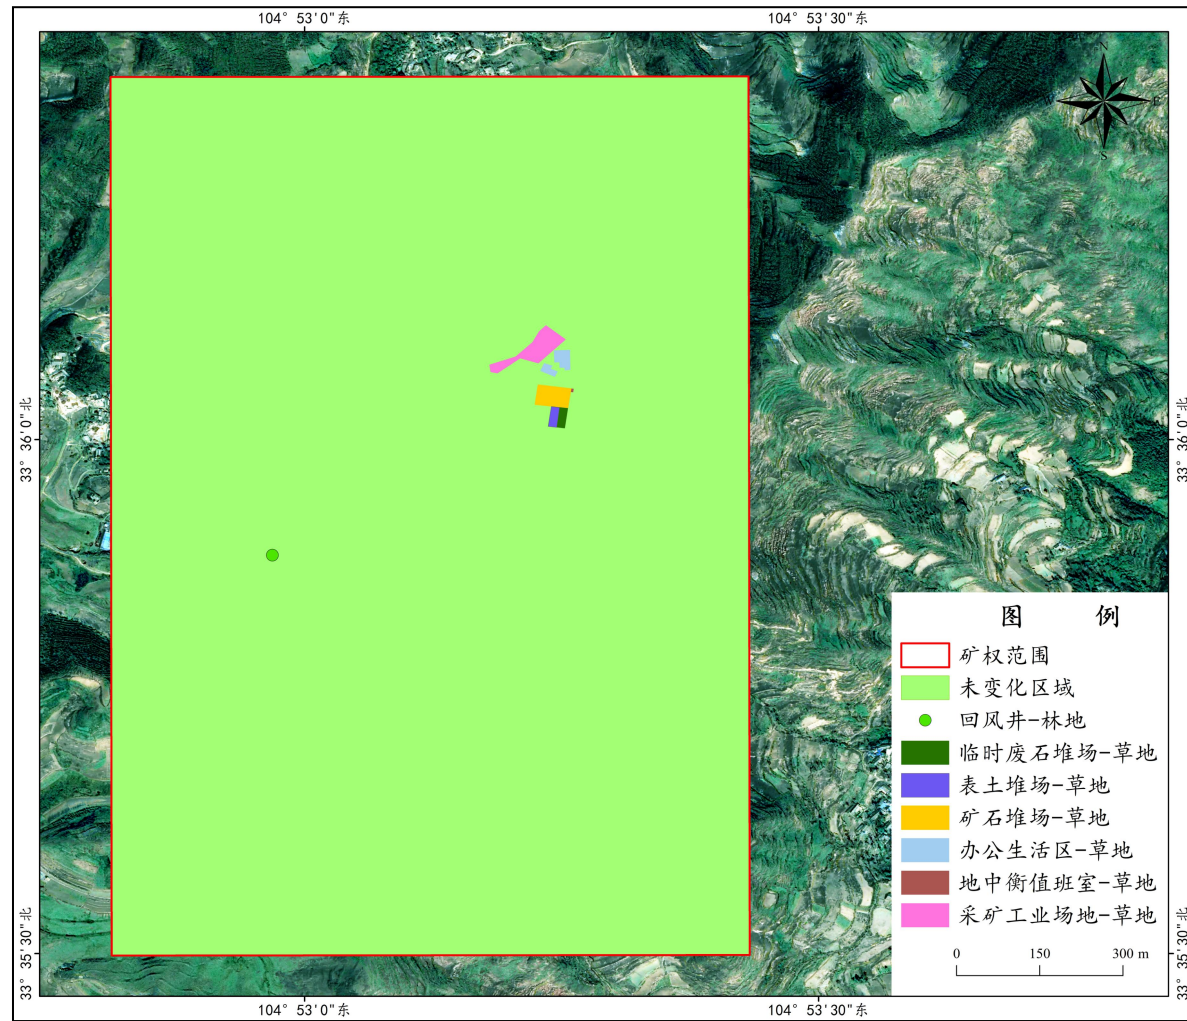 104° 53'0"东
104° 53'30"东
N
E
S
33° 36'0"北
33° 36'0"北
图 例
矿权范围
未变化区域
回风井-林地
临时废石堆场-草地
表土堆场-草地
矿石堆场-草地
办公生活区-草地
地中衡值班室-草地
采矿工业场地-草地
0 150 300 m
33° 35'30"北
33° 35'30"北
104° 53'0"东
104° 53'30"东